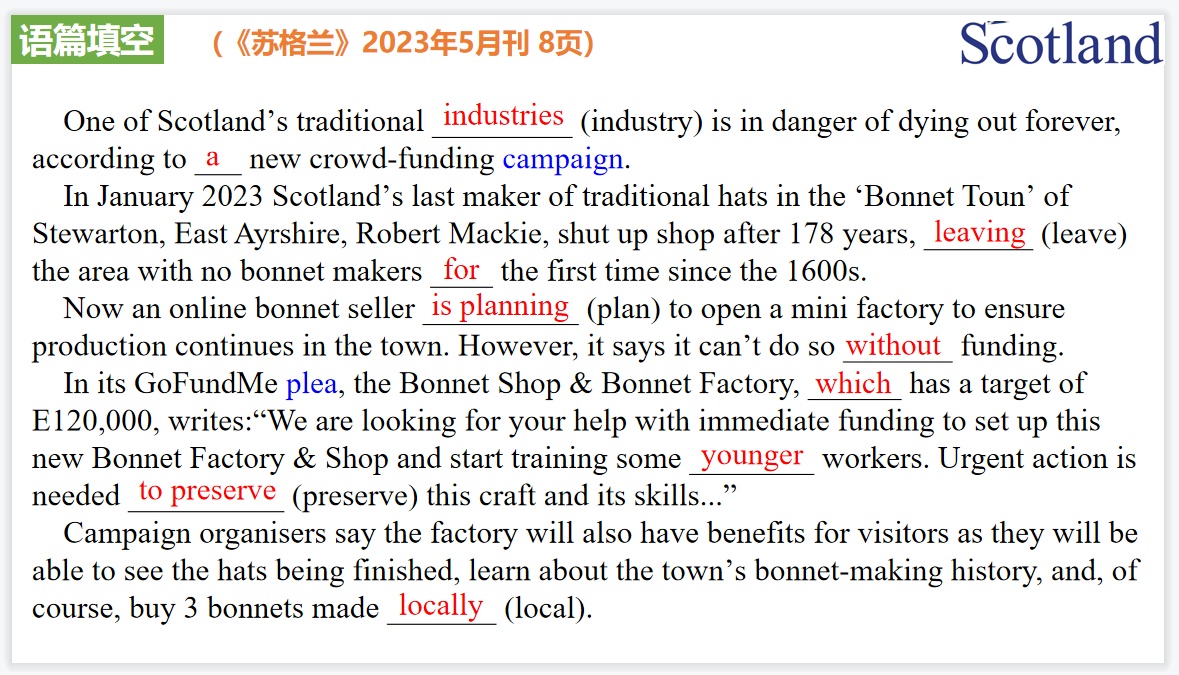 语篇填空 (《苏格兰》2023年5月刊 8页) Scotland
One of Scotland’s traditional industries (industry) is in danger of dying out forever,
according to a new crowd-funding campaign.
In January 2023 Scotland’s last maker of traditional hats in the ‘Bonnet Toun’ of
Stewarton, East Ayrshire, Robert Mackie, shut up shop after 178 years, leaving (leave)
the area with no bonnet makers for the first time since the 1600s.
Now an online bonnet seller is planning (plan) to open a mini factory to ensure
production continues in the town. However, it says it can’t do so without funding.
In its GoFundMe plea, the Bonnet Shop & Bonnet Factory, which has a target of
E120,000, writes:“We are looking for your help with immediate funding to set up this
new Bonnet Factory & Shop and start training some younger workers. Urgent action is
needed to preserve (preserve) this craft and its skills...”
Campaign organisers say the factory will also have benefits for visitors as they will be
able to see the hats being finished, learn about the town’s bonnet-making history, and, of
course, buy 3 bonnets made locally (local).